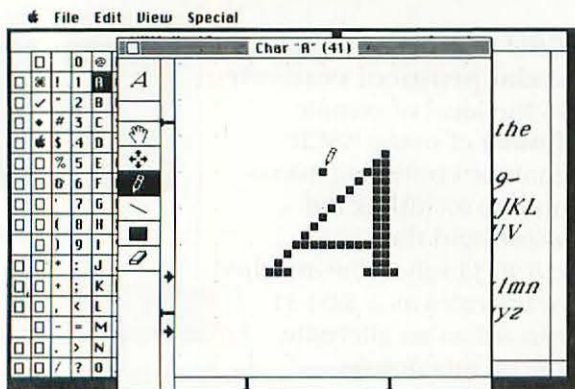 File Edit View Special
Char "A" (41)
0 @
! 1 A
" 2 B
# 3 C
$ 4 D
% 5 E
& 6 F
' 7 G
( 8 H
) 9 I
* : J
+ ; K
, < L
- = M
. > N
/ ? O
A
the
g-
JKL
UV
lmn
yz